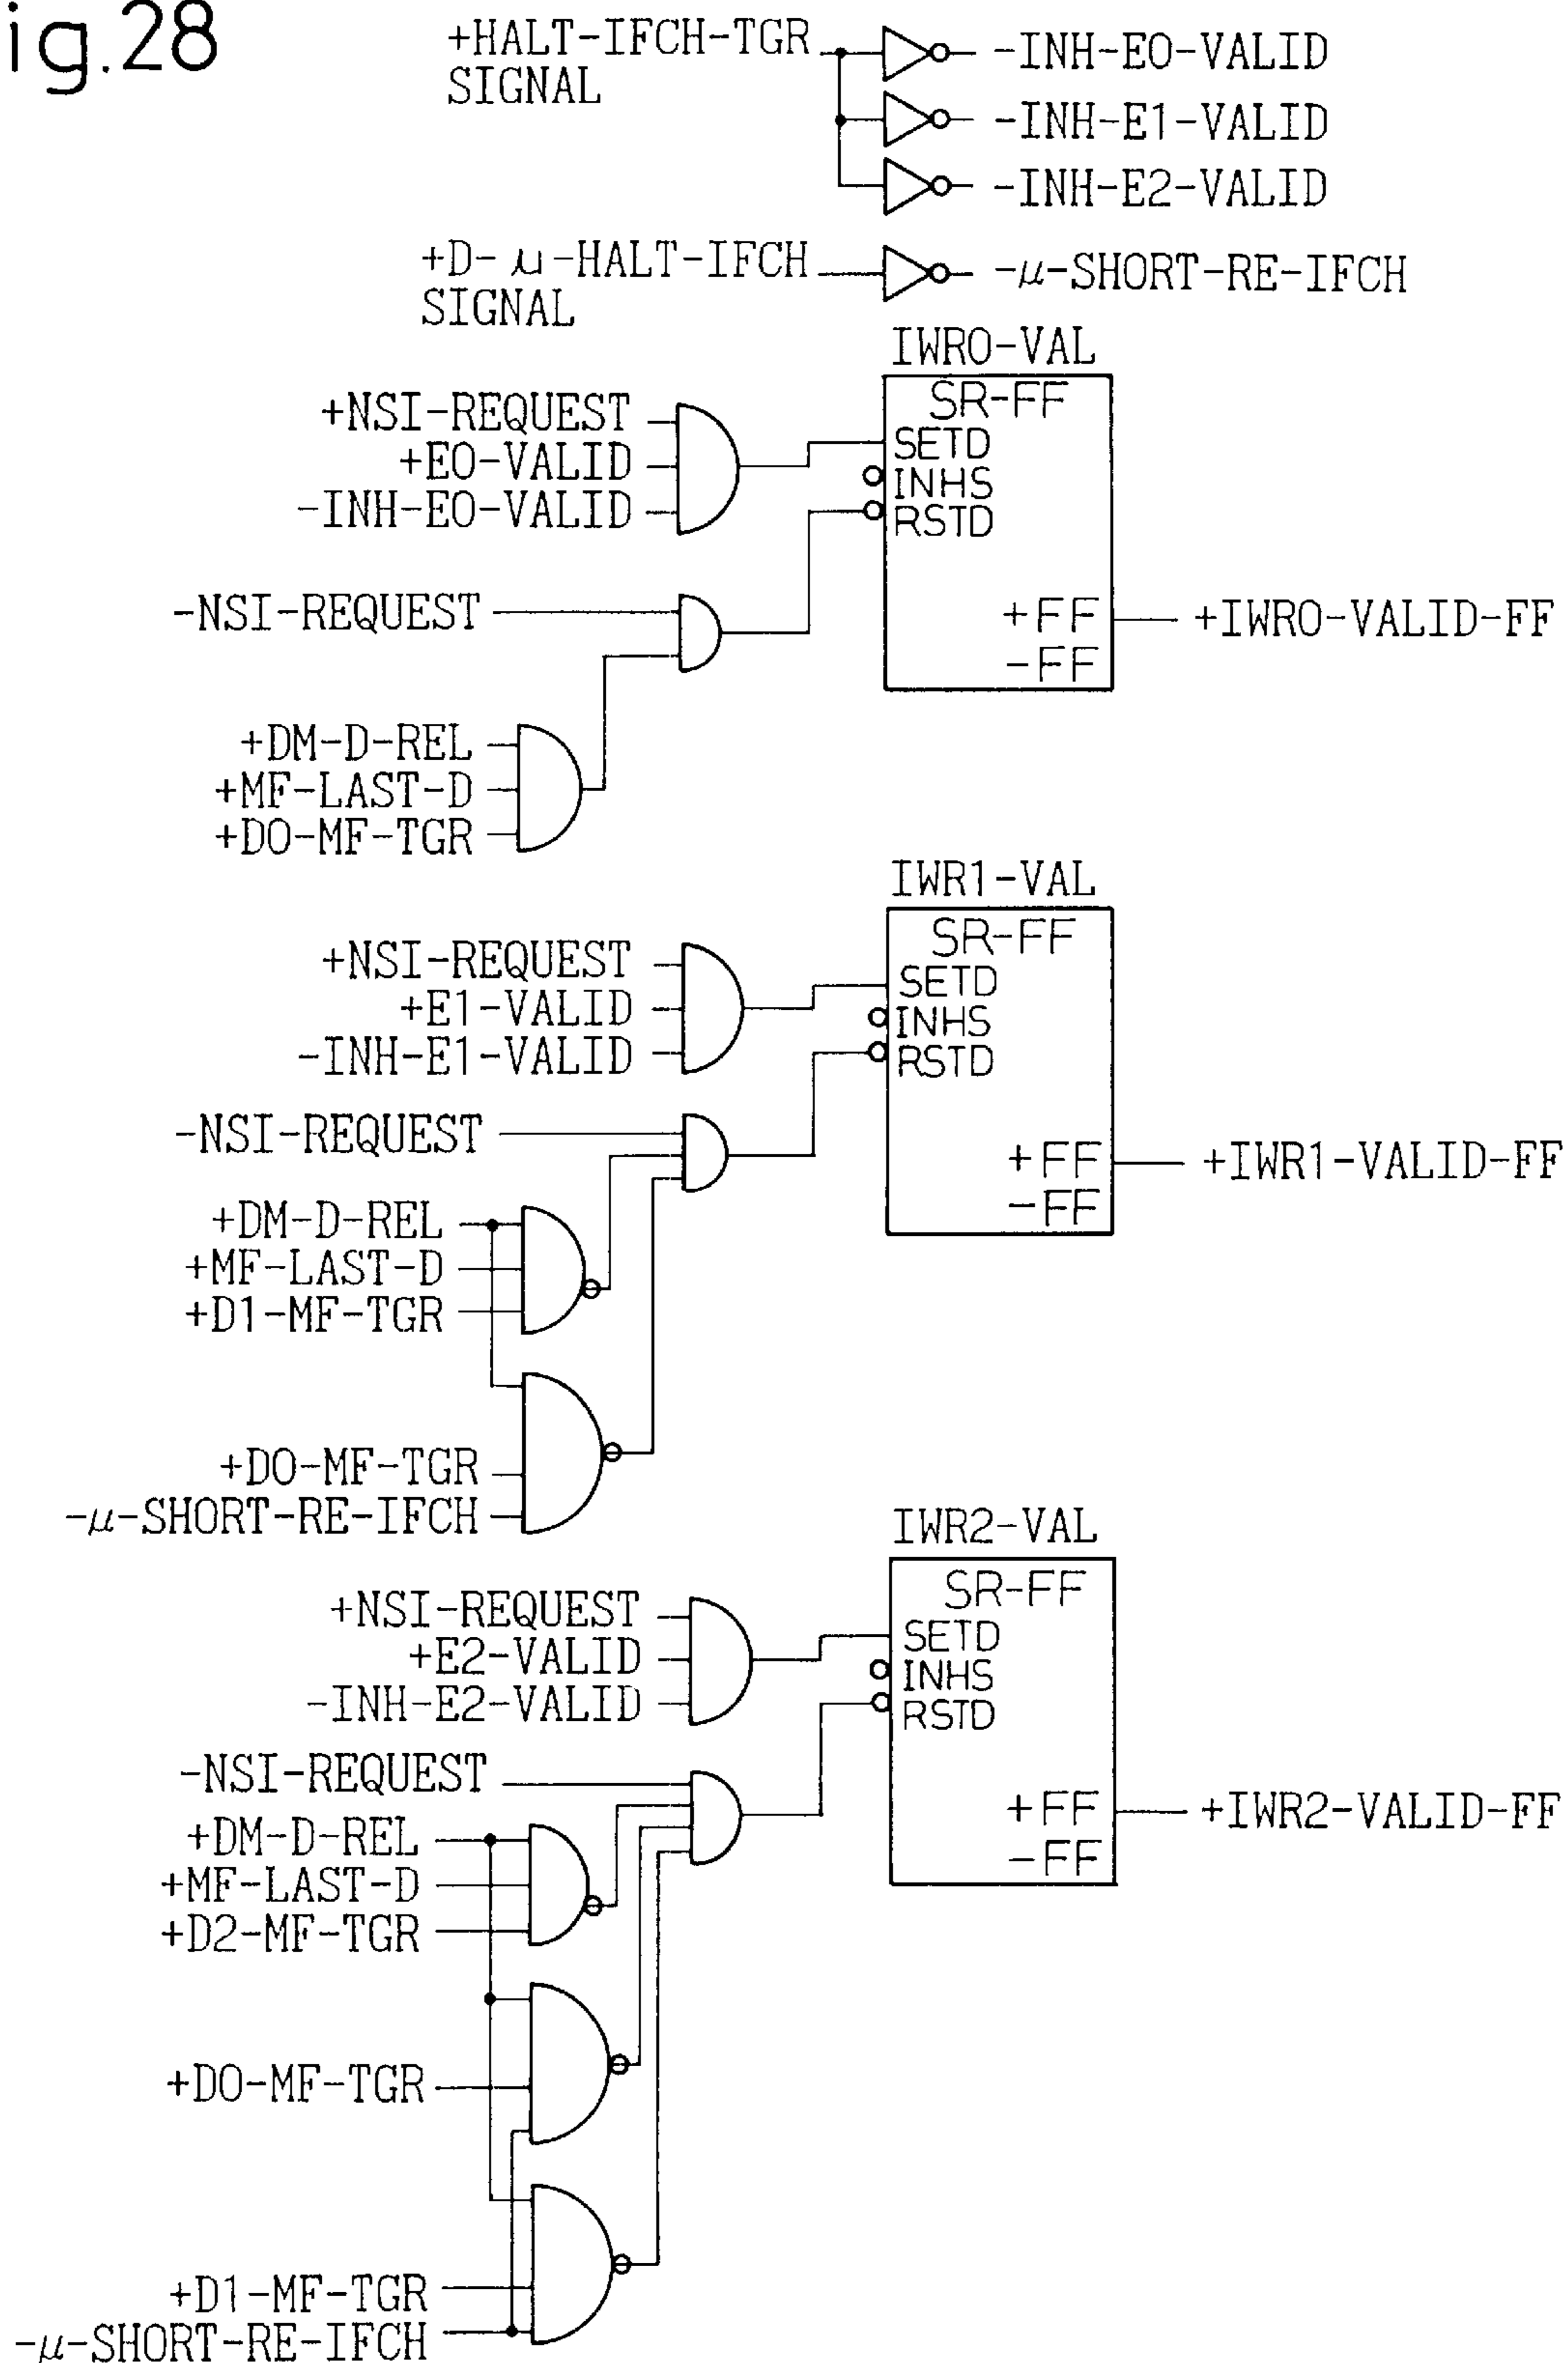 ig.28
+HALT-IFCH-TGR
SIGNAL
-INH-E0-VALID
-INH-E1-VALID
-INH-E2-VALID
+D-μ-HALT-IFCH
SIGNAL
-μ-SHORT-RE-IFCH
IWR0-VAL
SR-FF
SETD
INHS
RSTD
+FF
-FF
+NSI-REQUEST
+E0-VALID
-INH-E0-VALID
-NSI-REQUEST
+IWR0-VALID-FF
+DM-D-REL
+MF-LAST-D
+D0-MF-TGR
IWR1-VAL
SR-FF
SETD
INHS
RSTD
+FF
-FF
+NSI-REQUEST
+E1-VALID
-INH-E1-VALID
-NSI-REQUEST
+IWR1-VALID-FF
+DM-D-REL
+MF-LAST-D
+D1-MF-TGR
+D0-MF-TGR
-μ-SHORT-RE-IFCH
IWR2-VAL
SR-FF
SETD
INHS
RSTD
+FF
-FF
+NSI-REQUEST
+E2-VALID
-INH-E2-VALID
-NSI-REQUEST
+IWR2-VALID-FF
+DM-D-REL
+MF-LAST-D
+D2-MF-TGR
+D0-MF-TGR
+D1-MF-TGR
-μ-SHORT-RE-IFCH